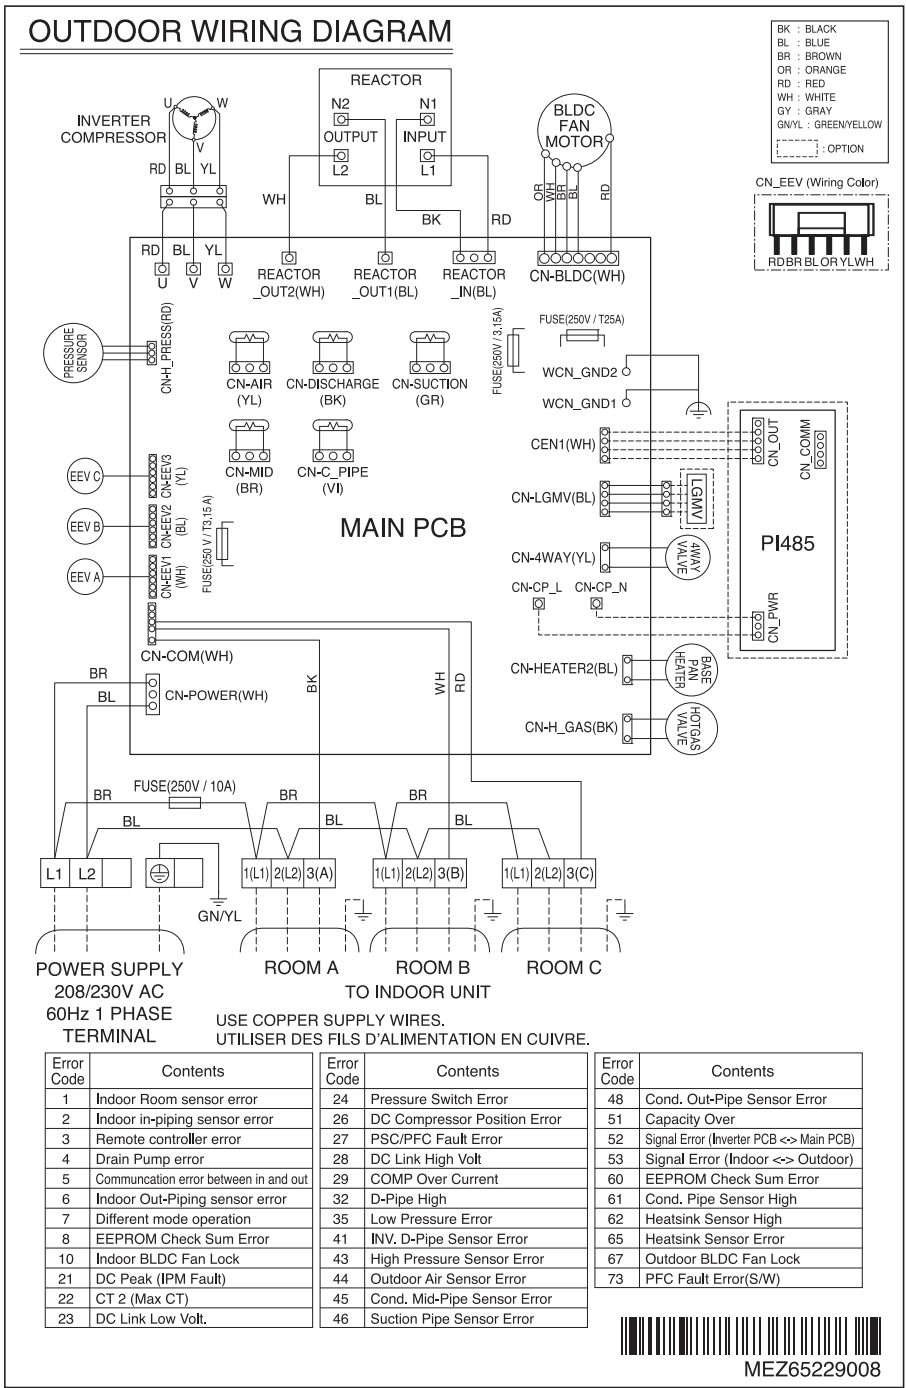 OUTDOOR WIRING DIAGRAM
BK : BLACK
BL : BLUE
BR : BROWN
OR : ORANGE
RD : RED
WH : WHITE
GY : GRAY
GN/YL : GREEN/YELLOW
: OPTION
CN_EEV (Wiring Color)
RD BR BL OR YL WH
INVERTER
COMPRESSOR
U
W
V
RD BL YL
RD BL YL
U V W
REACTOR
N2 N1
OUTPUT INPUT
L2 L1
WH
BL
BK
RD
BLDC
FAN
MOTOR
OR
WH
BR
BL
RD
REACTOR
_OUT2(WH)
REACTOR
_OUT1(BL)
REACTOR
_IN(BL)
CN-BLDC(WH)
PRESSURE
SENSOR
CN-H_PRESS(RD)
CN-AIR
(YL)
CN-DISCHARGE
(BK)
CN-SUCTION
(GR)
FUSE(250V / 3.15A)
FUSE(250V / T25A)
WCN_GND2
WCN_GND1
CN-MID
(BR)
CN-C_PIPE
(VI)
EEV C
CN-EEV3
(YL)
EEV B
CN-EEV2
(BL)
EEV A
CN-EEV1
(WH)
FUSE(250 V / T3.15 A)
MAIN PCB
CEN1(WH)
CN_OUT
CN_COMM
CN-LGMV(BL)
LGMV
PI485
CN-4WAY(YL)
4WAY
VALVE
CN-CP_L
CN-CP_N
CN_PWR
CN-COM(WH)
CN-HEATER2(BL)
BASE
PAN
HEATER
BR
BL
CN-POWER(WH)
BK
WH
RD
CN-H_GAS(BK)
HOTGAS
VALVE
FUSE(250V / 10A)
BR
BR
BR
BL
BL
BL
L1 L2
GN/YL
1(L1) 2(L2) 3(A)
1(L1) 2(L2) 3(B)
1(L1) 2(L2) 3(C)
POWER SUPPLY
208/230V AC
60Hz 1 PHASE
TERMINAL
ROOM A
ROOM B
ROOM C
TO INDOOR UNIT
USE COPPER SUPPLY WIRES.
UTILISER DES FILS D'ALIMENTATION EN CUIVRE.
Error Code Contents
1 Indoor Room sensor error
2 Indoor in-piping sensor error
3 Remote controller error
4 Drain Pump error
5 Communcation error between in and out
6 Indoor Out-Piping sensor error
7 Different mode operation
8 EEPROM Check Sum Error
10 Indoor BLDC Fan Lock
21 DC Peak (IPM Fault)
22 CT 2 (Max CT)
23 DC Link Low Volt.
Error Code Contents
24 Pressure Switch Error
26 DC Compressor Position Error
27 PSC/PFC Fault Error
28 DC Link High Volt
29 COMP Over Current
32 D-Pipe High
35 Low Pressure Error
41 INV. D-Pipe Sensor Error
43 High Pressure Sensor Error
44 Outdoor Air Sensor Error
45 Cond. Mid-Pipe Sensor Error
46 Suction Pipe Sensor Error
Error Code Contents
48 Cond. Out-Pipe Sensor Error
51 Capacity Over
52 Signal Error (Inverter PCB <-> Main PCB)
53 Signal Error (Indoor <-> Outdoor)
60 EEPROM Check Sum Error
61 Cond. Pipe Sensor High
62 Heatsink Sensor High
65 Heatsink Sensor Error
67 Outdoor BLDC Fan Lock
73 PFC Fault Error(S/W)
MEZ65229008